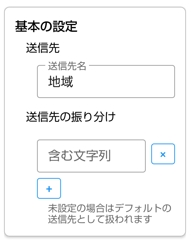 基本の設定
送信先
送信先名
地域
送信先の振り分け
含む文字列
×
+
未設定の場合はデフォルトの
送信先として扱われます